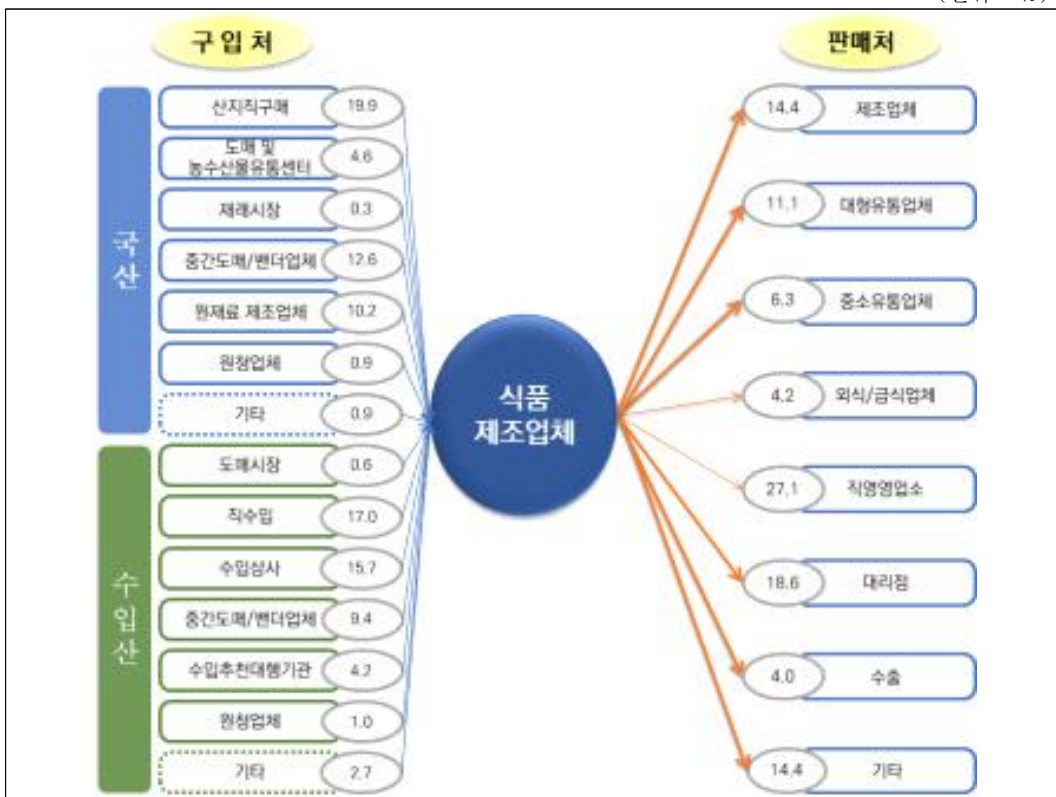 구 입 처
판매처
국산
산지직구매 19.9
도매 및
농수산물유통센터 4.6
재래시장 0.3
중간도매/밴더업체 12.6
원재료 제조업체 10.2
원청업체 0.9
기타 0.9
수입산
도매시장 0.6
직수입 17.0
수입상사 15.7
중간도매/밴더업체 9.4
수입추천대행기관 4.2
원청업체 1.0
기타 2.7
식품
제조업체
14.4 제조업체
11.1 대형유통업체
6.3 중소유통업체
4.2 외식/급식업체
27.1 직영영업소
18.6 대리점
4.0 수출
14.4 기타